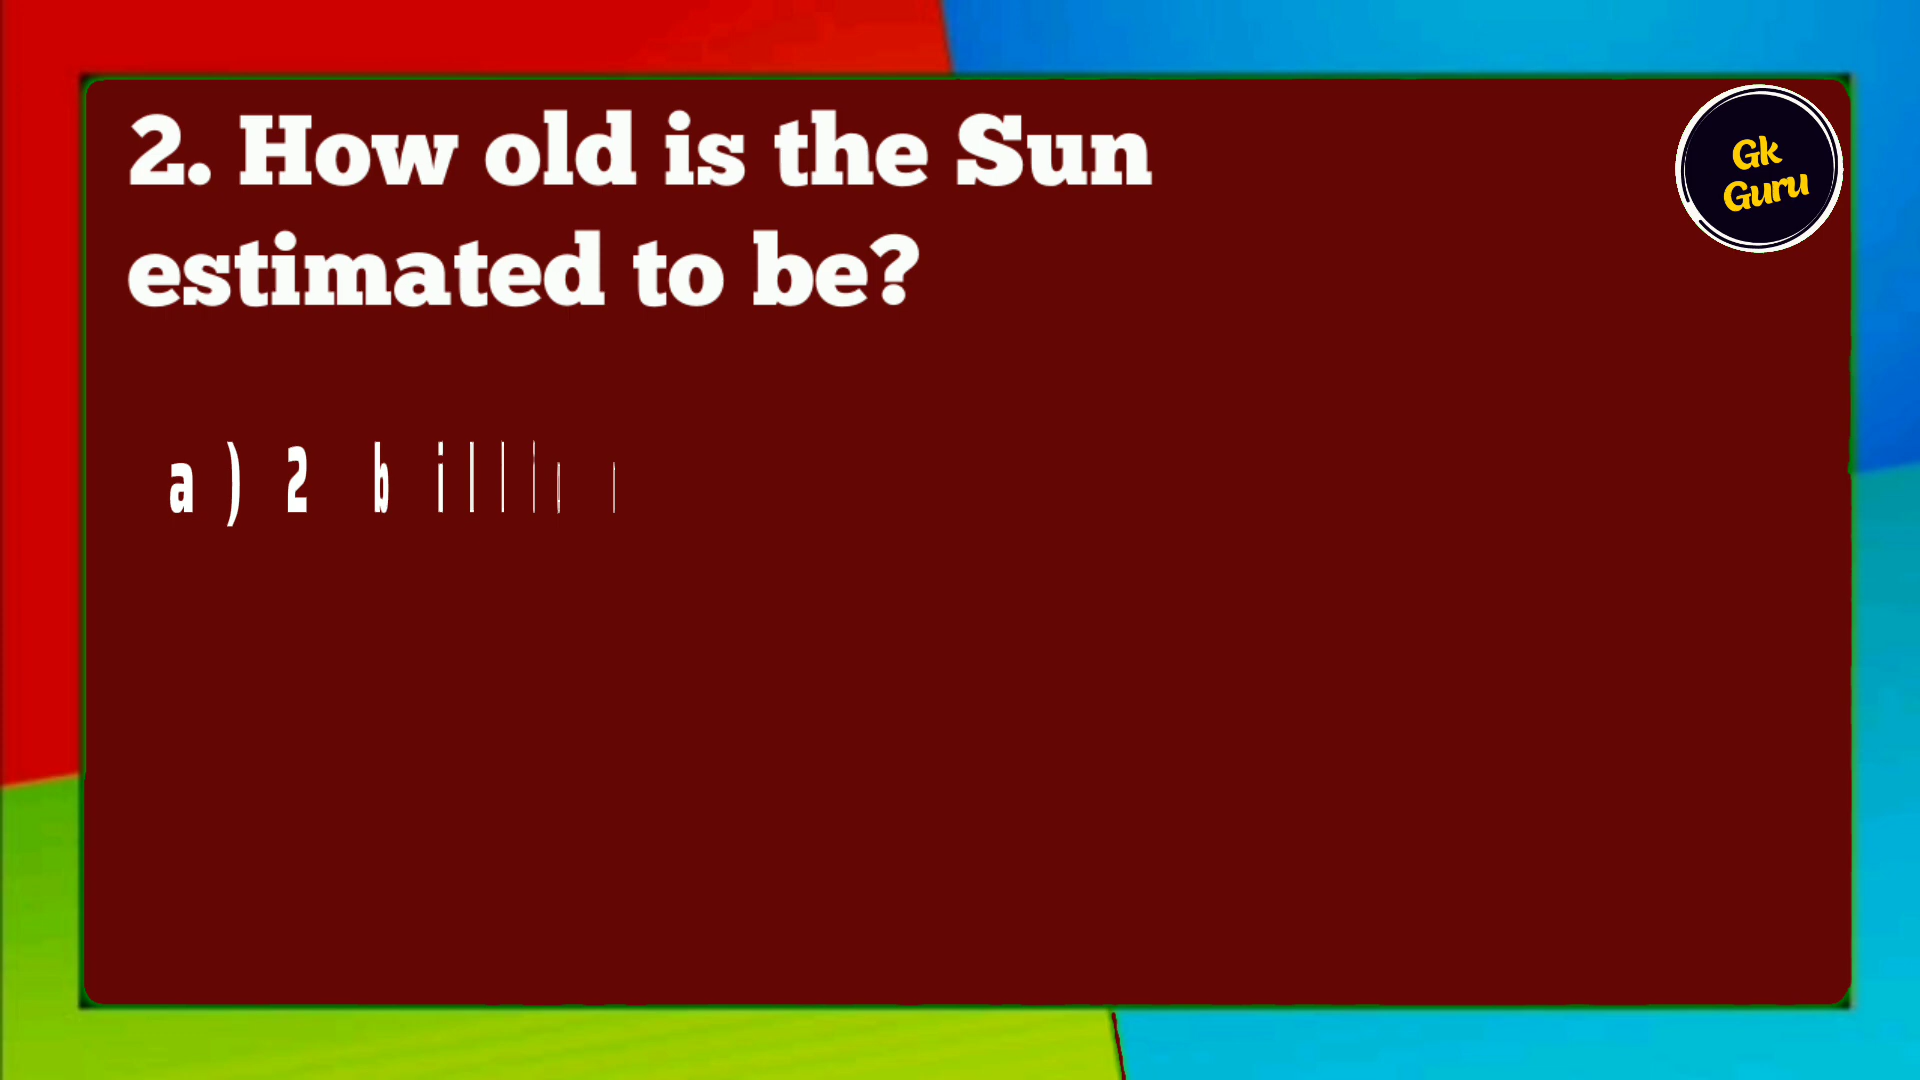 2. How old is the Sun
estimated to be?
Gk
Guru
a) 2